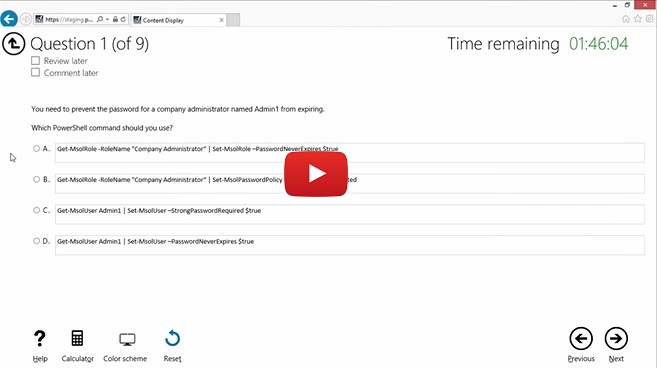 https://staging.p...
Content Display
Question 1 (of 9)
Time remaining 01:46:04
Review later
Comment later
You need to prevent the password for a company administrator named Admin1 from expiring.
Which PowerShell command should you use?
A. Get-MsolRole -RoleName "Company Administrator" | Set-MsolRole –PasswordNeverExpires $true
B. Get-MsolRole -RoleName "Company Administrator" | Set-MsolPasswordPolicy
C. Get-MsolUser Admin1 | Set-MsolUser –StrongPasswordRequired $true
D. Get-MsolUser Admin1 | Set-MsolUser –PasswordNeverExpires $true
Help Calculator Color scheme Reset Previous Next